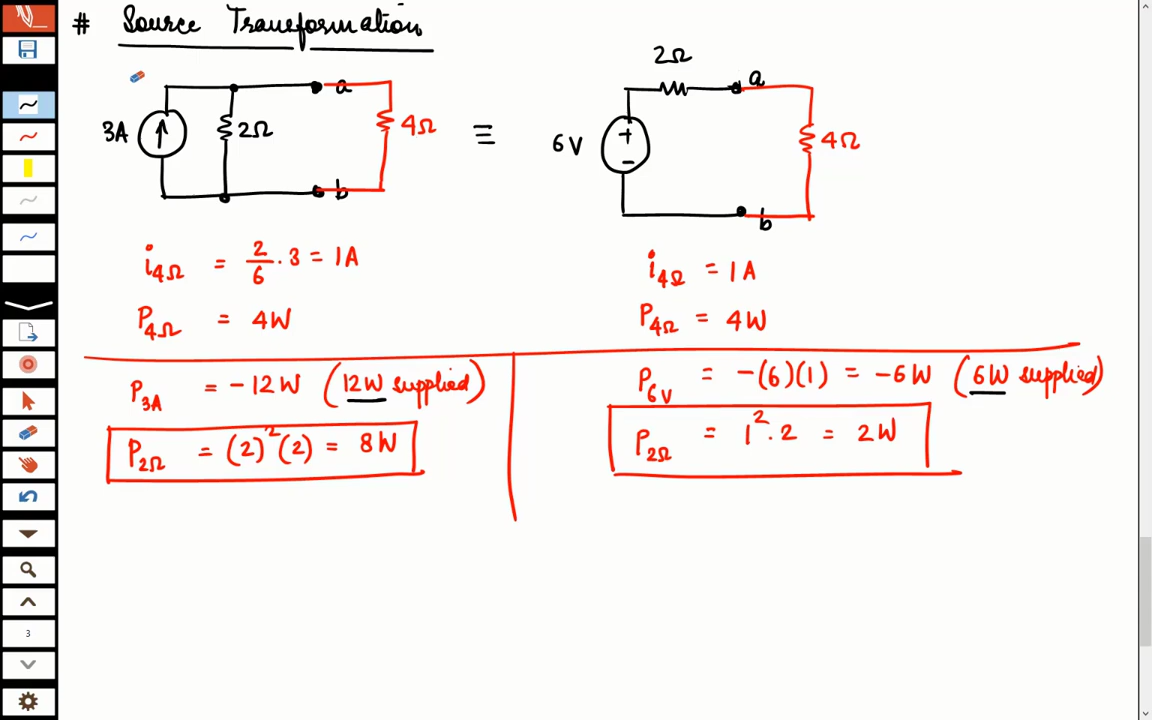 # Source Transformation
3A
2Ω
a
4Ω
b
≡
6V
+
-
2Ω
a
4Ω
b
i4Ω = 2/6 · 3 = 1A
P4Ω = 4W
i4Ω = 1A
P4Ω = 4W
P3A = -12W (12W supplied)
P2Ω = (2)²(2) = 8W
P6V = -(6)(1) = -6W (6W supplied)
P2Ω = 1² · 2 = 2W
3